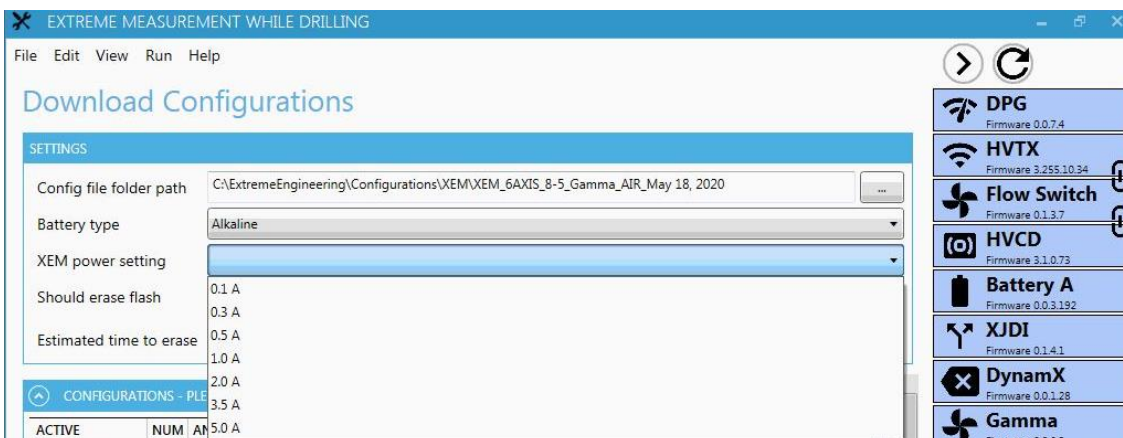 EXTREME MEASUREMENT WHILE DRILLING
File Edit View Run Help
Download Configurations
SETTINGS
Config file folder path C:\ExtremeEngineering\Configurations\XEM\XEM_6AXIS_8-5_Gamma_AIR_May 18, 2020 ...
Battery type Alkaline
XEM power setting
Should erase flash
Estimated time to erase
0.1 A
0.3 A
0.5 A
1.0 A
2.0 A
3.5 A
5.0 A
CONFIGURATIONS - PLE
ACTIVE NUM AN
DPG
Firmware 0.0.7.4
HVTX
Firmware 3.255.10.34
Flow Switch
Firmware 0.1.3.7
HVCD
Firmware 3.1.0.73
Battery A
Firmware 0.0.3.192
XJDI
Firmware 0.1.4.1
DynamX
Firmware 0.0.1.28
Gamma